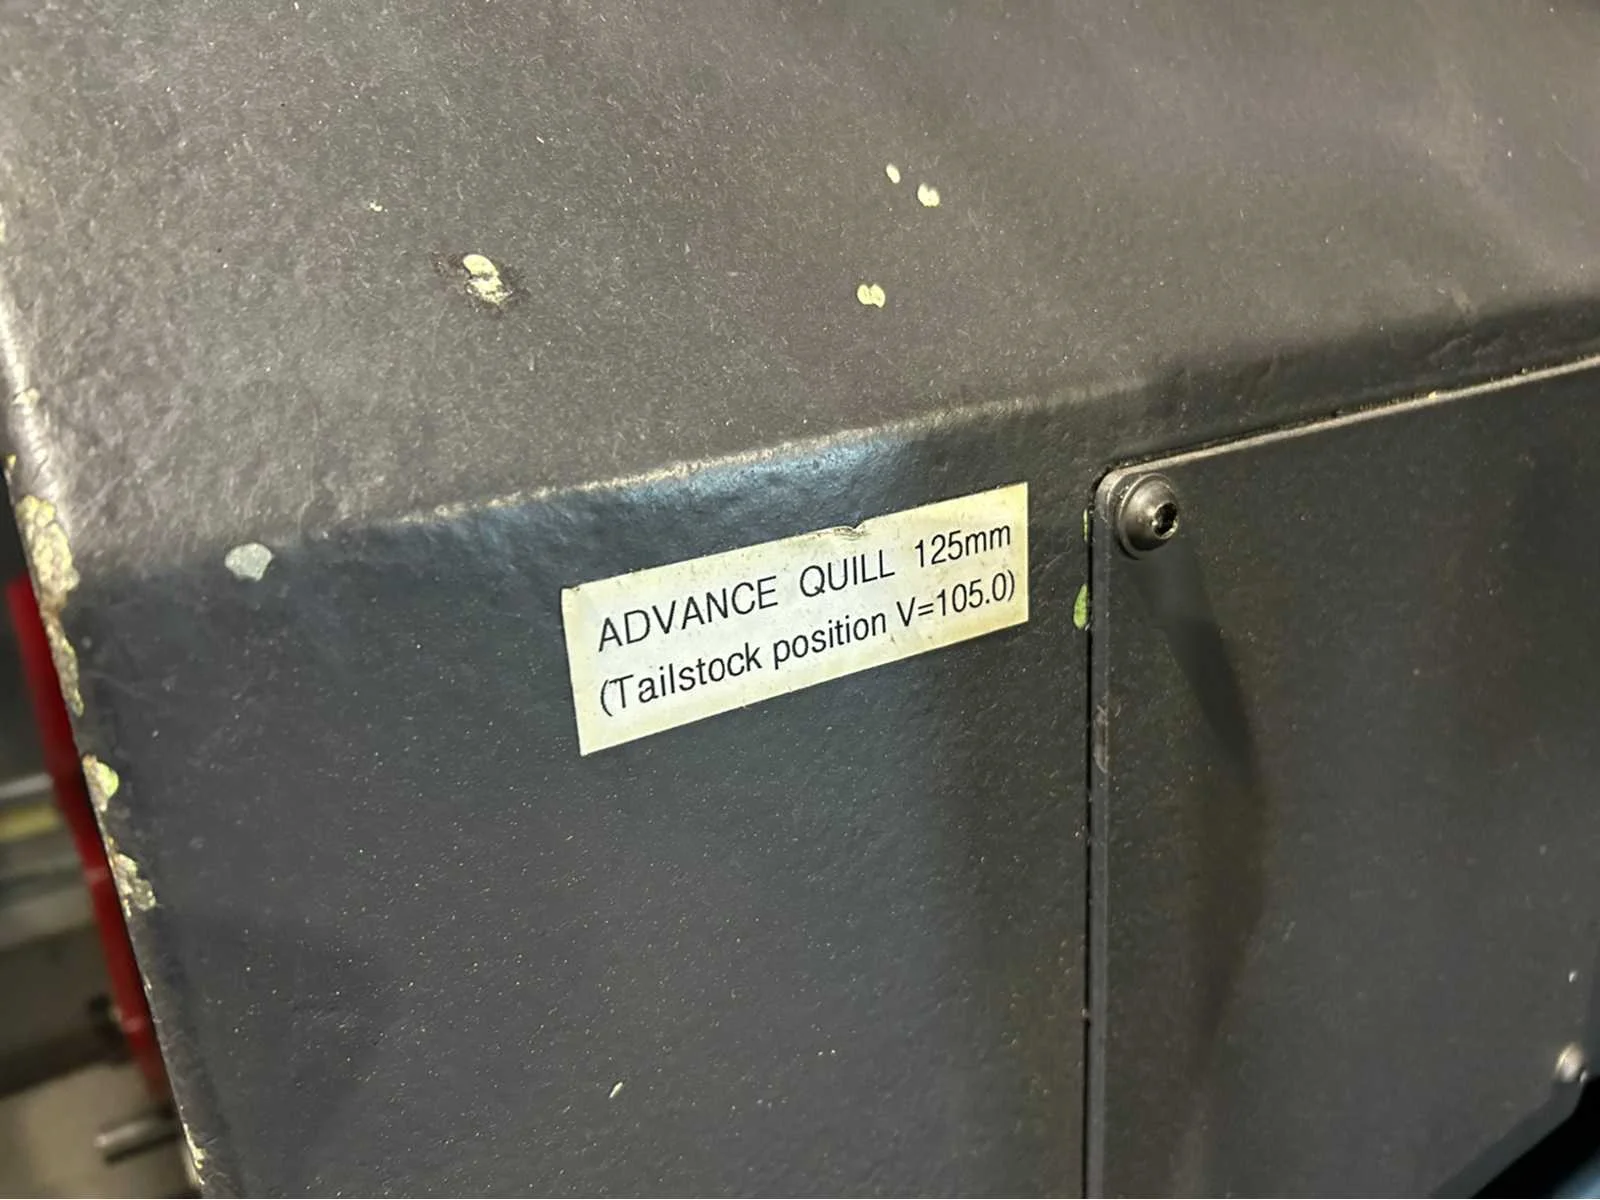 ADVANCE QUILL 125mm
(Tailstock position V=105.0)